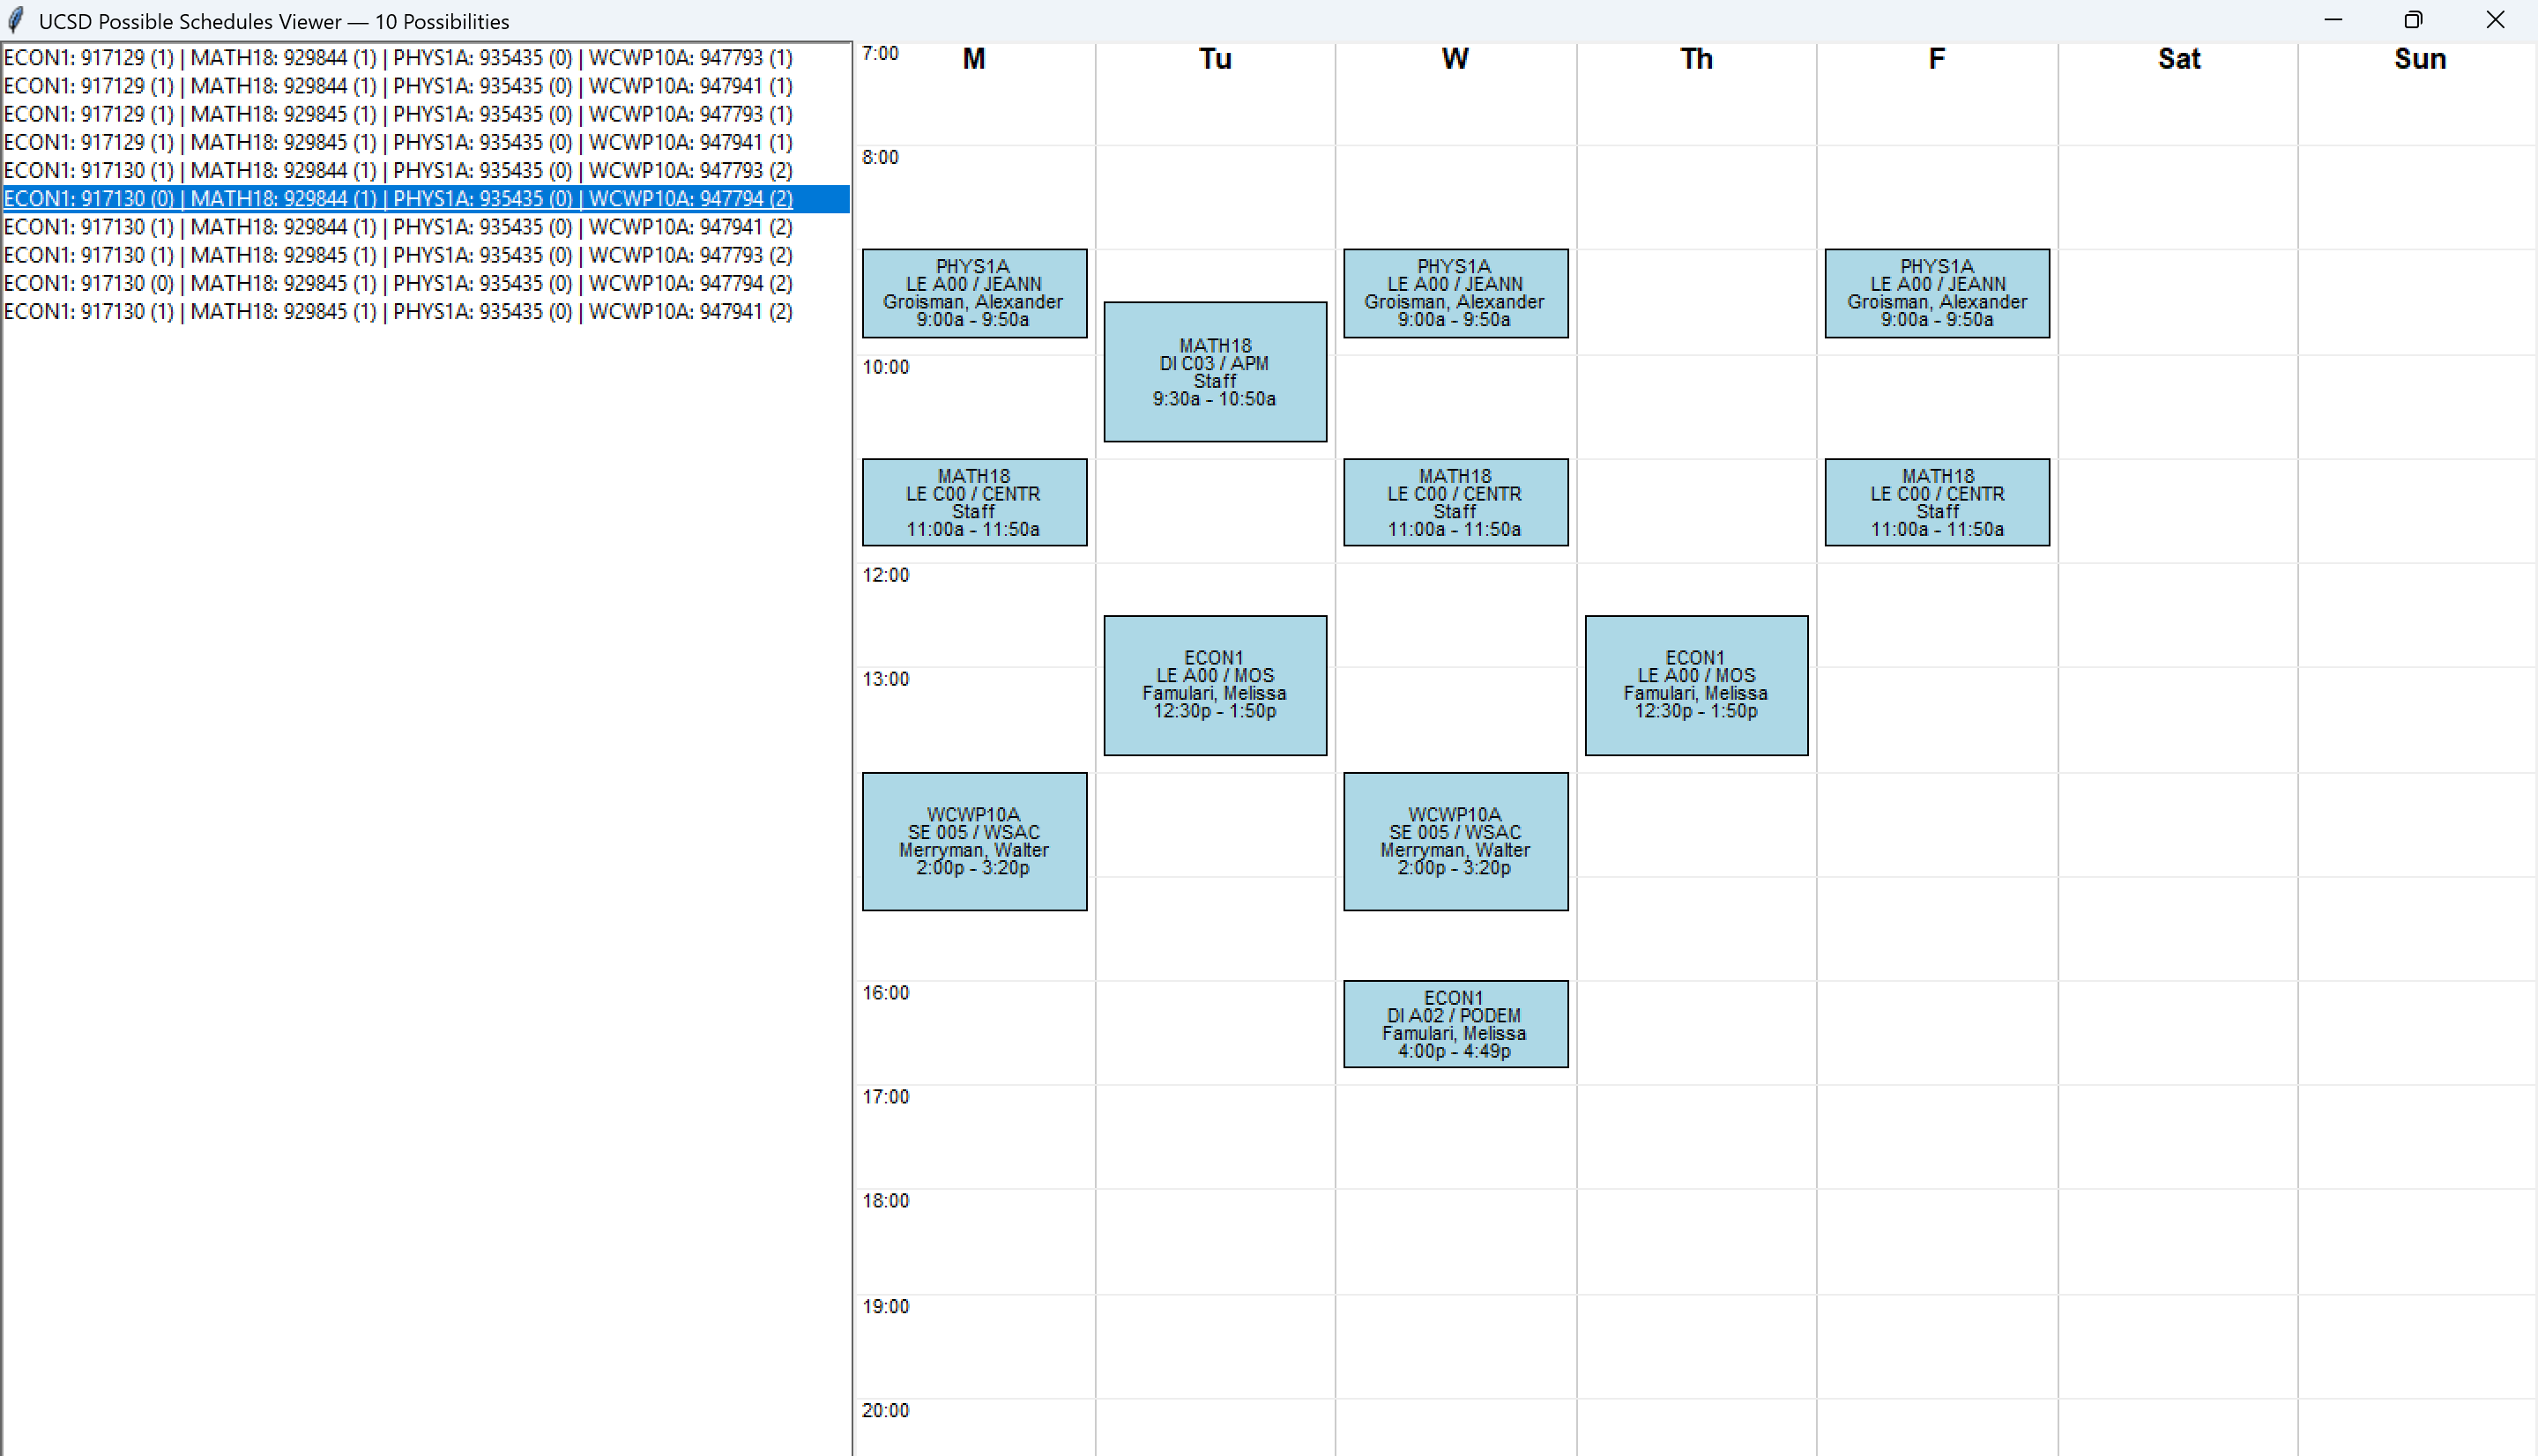 UCSD Possible Schedules Viewer — 10 Possibilities
ECON1: 917129 (1) | MATH18: 929844 (1) | PHYS1A: 935435 (0) | WCWP10A: 947793 (1)
ECON1: 917129 (1) | MATH18: 929844 (1) | PHYS1A: 935435 (0) | WCWP10A: 947941 (1)
ECON1: 917129 (1) | MATH18: 929845 (1) | PHYS1A: 935435 (0) | WCWP10A: 947793 (1)
ECON1: 917129 (1) | MATH18: 929845 (1) | PHYS1A: 935435 (0) | WCWP10A: 947941 (1)
ECON1: 917130 (1) | MATH18: 929844 (1) | PHYS1A: 935435 (0) | WCWP10A: 947793 (2)
ECON1: 917130 (0) | MATH18: 929844 (1) | PHYS1A: 935435 (0) | WCWP10A: 947794 (2)
ECON1: 917130 (1) | MATH18: 929844 (1) | PHYS1A: 935435 (0) | WCWP10A: 947941 (2)
ECON1: 917130 (1) | MATH18: 929845 (1) | PHYS1A: 935435 (0) | WCWP10A: 947793 (2)
ECON1: 917130 (0) | MATH18: 929845 (1) | PHYS1A: 935435 (0) | WCWP10A: 947794 (2)
ECON1: 917130 (1) | MATH18: 929845 (1) | PHYS1A: 935435 (0) | WCWP10A: 947941 (2)
7:00 M Tu W Th F Sat Sun
8:00
PHYS1A
LE A00 / JEANN
Groisman, Alexander
9:00a - 9:50a
PHYS1A
LE A00 / JEANN
Groisman, Alexander
9:00a - 9:50a
PHYS1A
LE A00 / JEANN
Groisman, Alexander
9:00a - 9:50a
MATH18
DI C03 / APM
Staff
9:30a - 10:50a
10:00
MATH18
LE C00 / CENTR
Staff
11:00a - 11:50a
MATH18
LE C00 / CENTR
Staff
11:00a - 11:50a
MATH18
LE C00 / CENTR
Staff
11:00a - 11:50a
12:00
ECON1
LE A00 / MOS
Famulari, Melissa
12:30p - 1:50p
ECON1
LE A00 / MOS
Famulari, Melissa
12:30p - 1:50p
13:00
WCWP10A
SE 005 / WSAC
Merryman, Walter
2:00p - 3:20p
WCWP10A
SE 005 / WSAC
Merryman, Walter
2:00p - 3:20p
16:00
ECON1
DI A02 / PODEM
Famulari, Melissa
4:00p - 4:49p
17:00
18:00
19:00
20:00